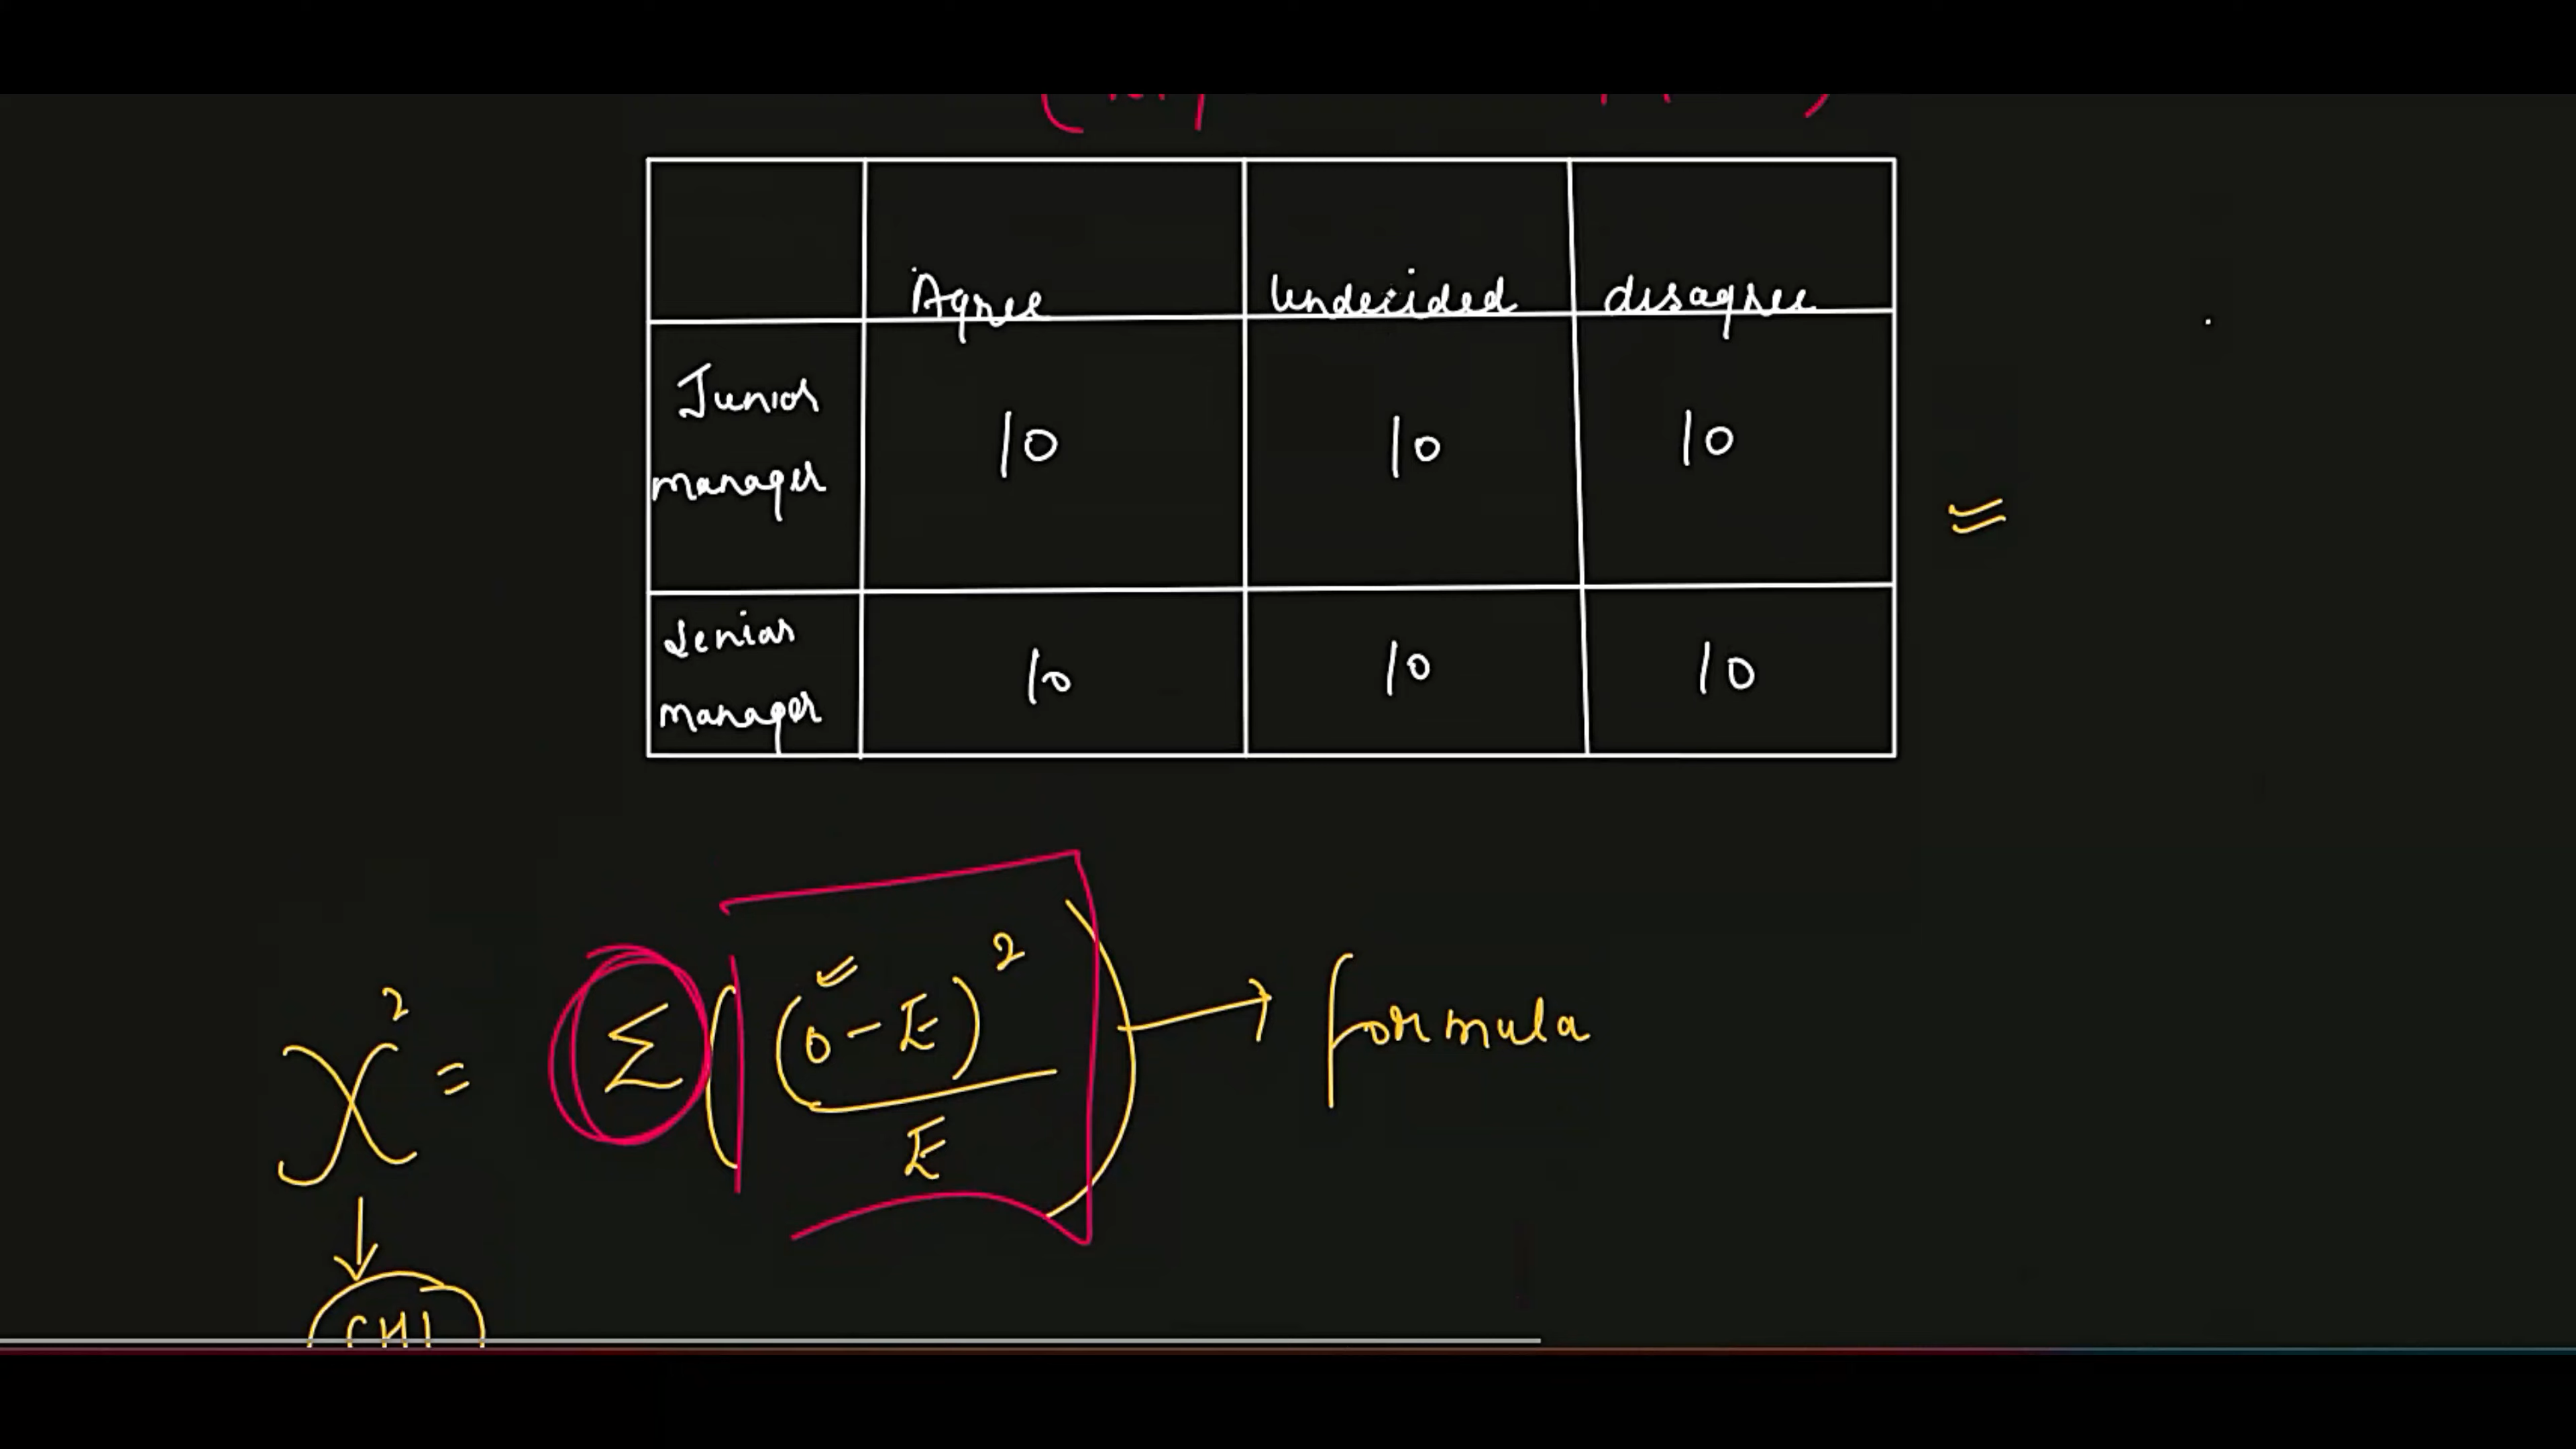 Agree undecided disagree
Junior manager 10 10 10
Senior manager 10 10 10
=
χ² = Σ ( (O-E)² / E ) → formula
CHI